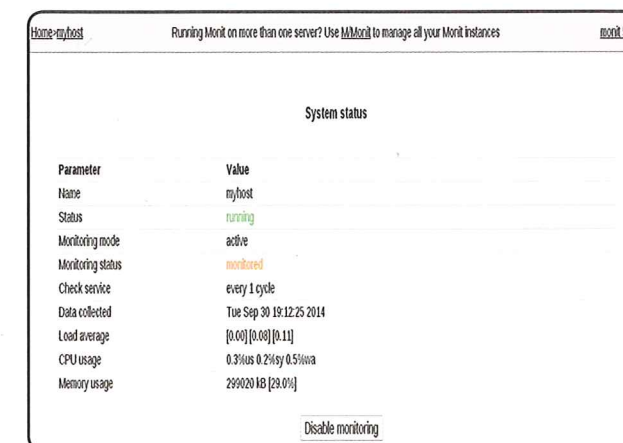 Home>myhost Running Monit on more than one server? Use M/Monit to manage all your Monit instances monit
System status
Parameter Value
Name myhost
Status running
Monitoring mode active
Monitoring status monitored
Check service every 1 cycle
Data collected Tue Sep 30 19:12:25 2014
Load average [0.00] [0.08] [0.11]
CPU usage 0.3%us 0.2%sy 0.5%wa
Memory usage 299020 kB [29.0%]
Disable monitoring